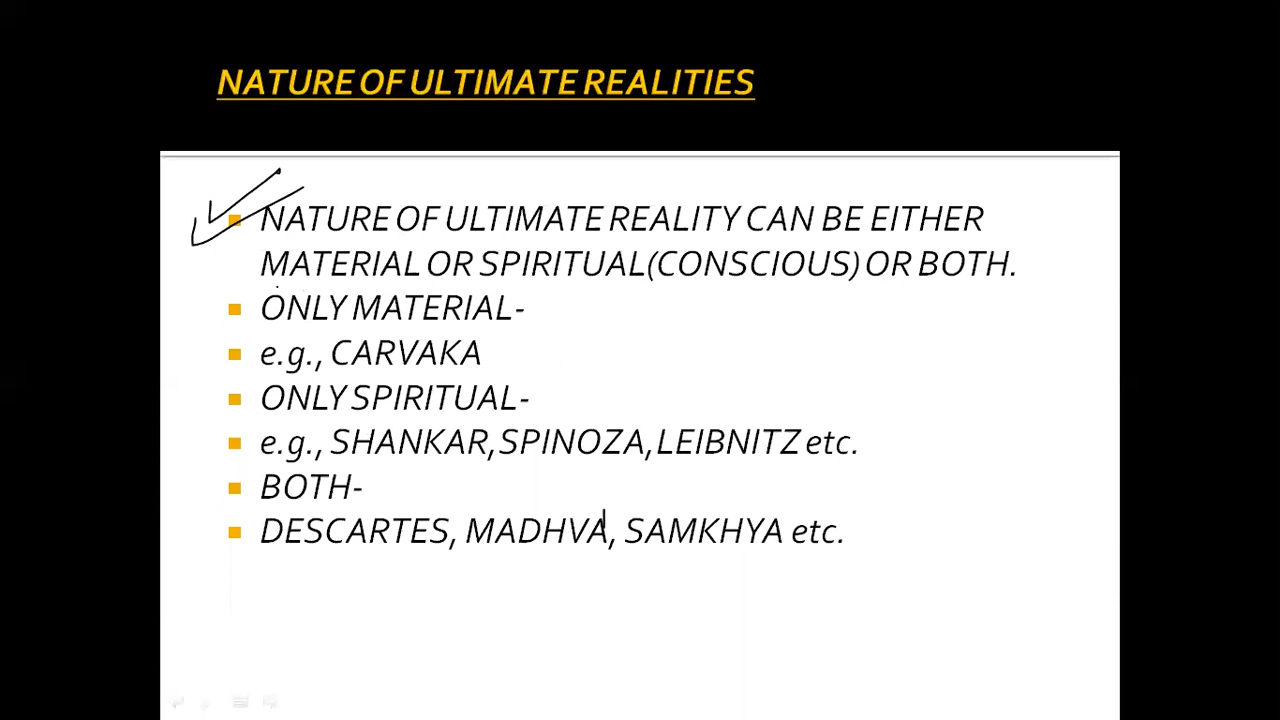 NATURE OF ULTIMATE REALITIES
NATURE OF ULTIMATE REALITY CAN BE EITHER
MATERIAL OR SPIRITUAL(CONSCIOUS) OR BOTH.
ONLY MATERIAL-
e.g., CARVAKA
ONLY SPIRITUAL-
e.g., SHANKAR,SPINOZA,LEIBNITZ etc.
BOTH-
DESCARTES, MADHVA, SAMKHYA etc.